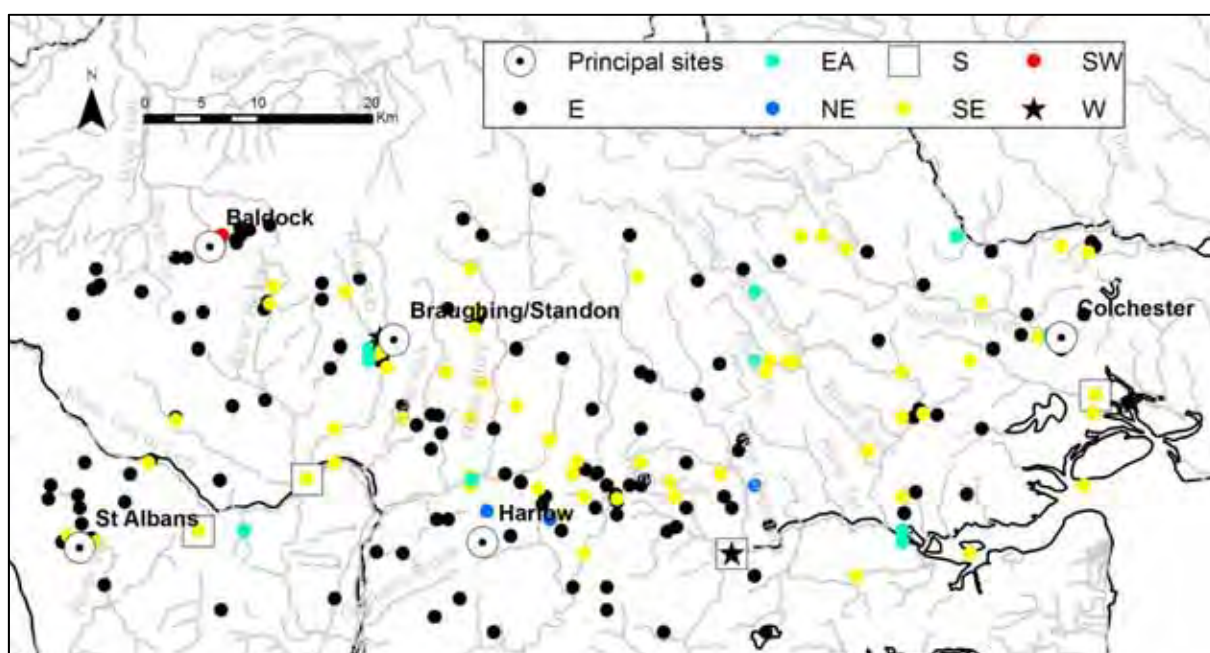 Principal sites EA S SW
E NE SE W
N
0 5 10 20
Km
Baldock
Braughing/Standon
Colchester
St Albans
Harlow